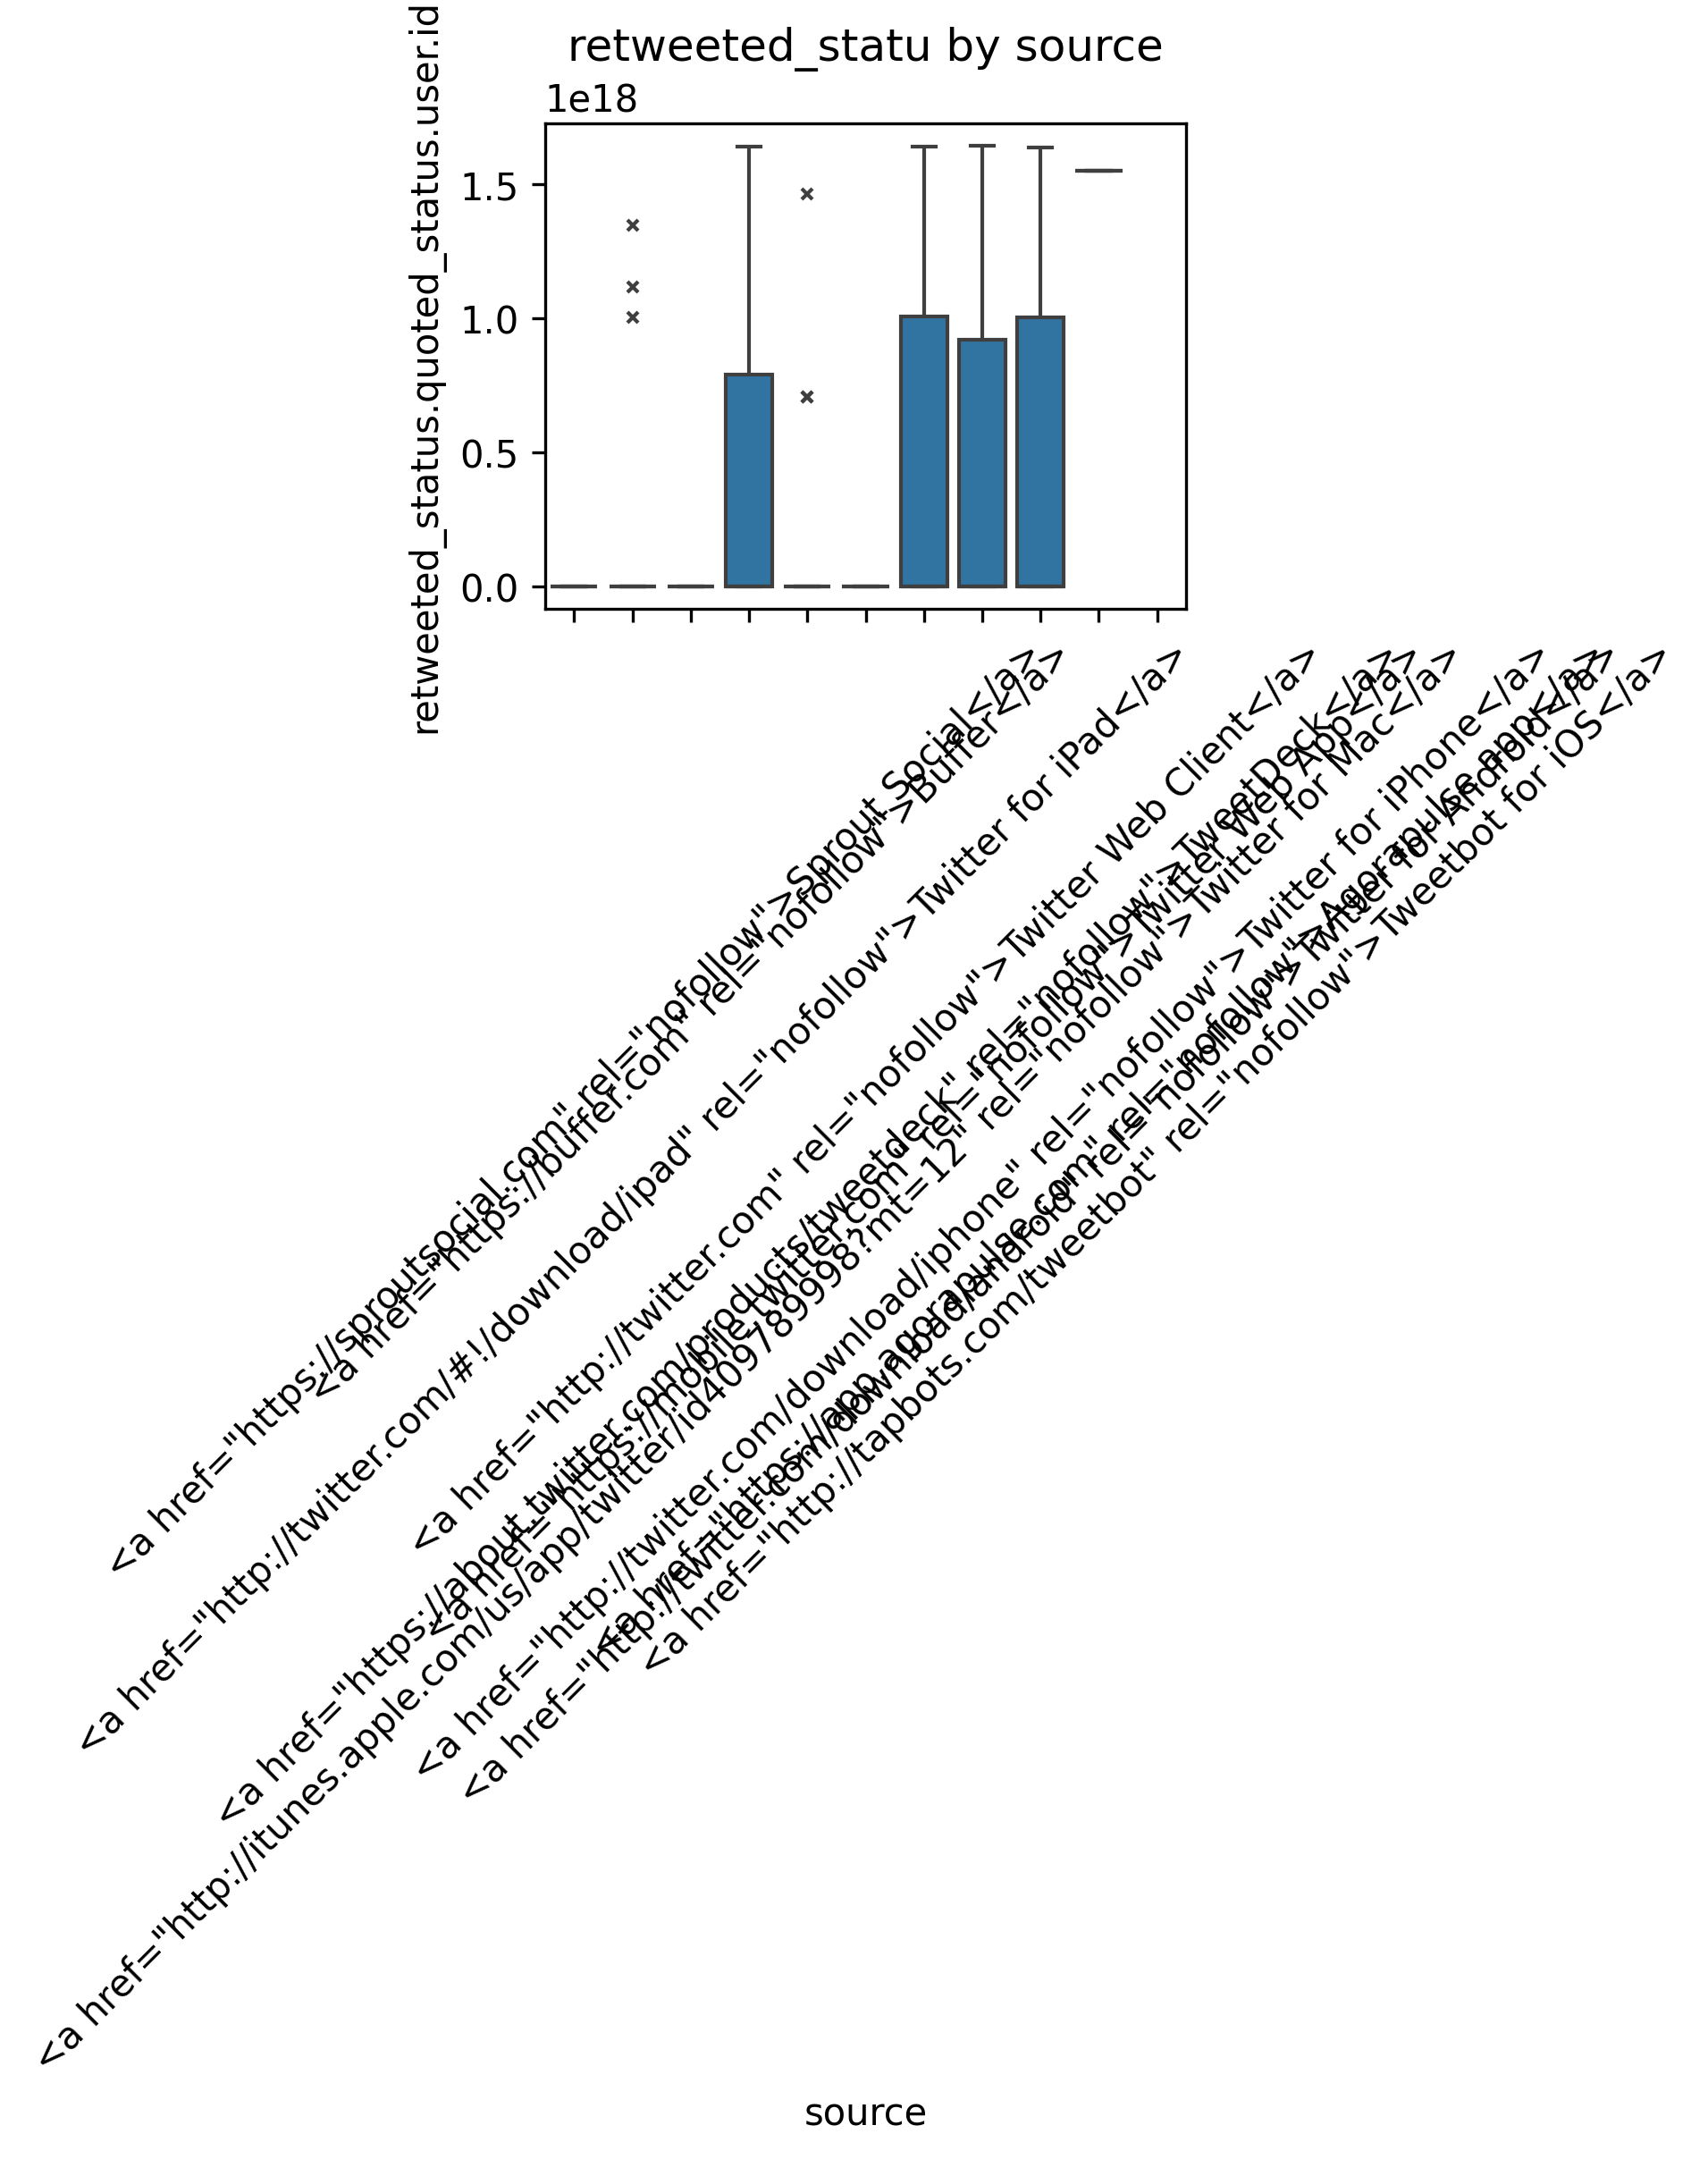 retweeted_statu by source
1e18
retweeted_status.quoted_status.user.id
1.5
1.0
0.5
0.0
<a href="https://sproutsocial.com" rel="nofollow">Sprout Social</a>
<a href="http://twitter.com/#!/download/ipad" rel="nofollow">Twitter for iPad</a>
<a href="https://buffer.com" rel="nofollow">Buffer</a>
<a href="http://itunes.apple.com/us/app/twitter/id409789998?mt=12" rel="nofollow">Twitter for Mac</a>
<a href="https://about.twitter.com/products/tweetdeck" rel="nofollow">TweetDeck</a>
<a href="http://twitter.com" rel="nofollow">Twitter Web Client</a>
<a href="https://mobile.twitter.com" rel="nofollow">Twitter Web App</a>
<a href="http://twitter.com/download/iphone" rel="nofollow">Twitter for iPhone</a>
<a href="http://twitter.com/download/android" rel="nofollow">Twitter for Android</a>
<a href="https://app.agorapulse.com" rel="nofollow">Agorapulse app</a>
<a href="http://tapbots.com/tweetbot" rel="nofollow">Tweetbot for iOS</a>
source